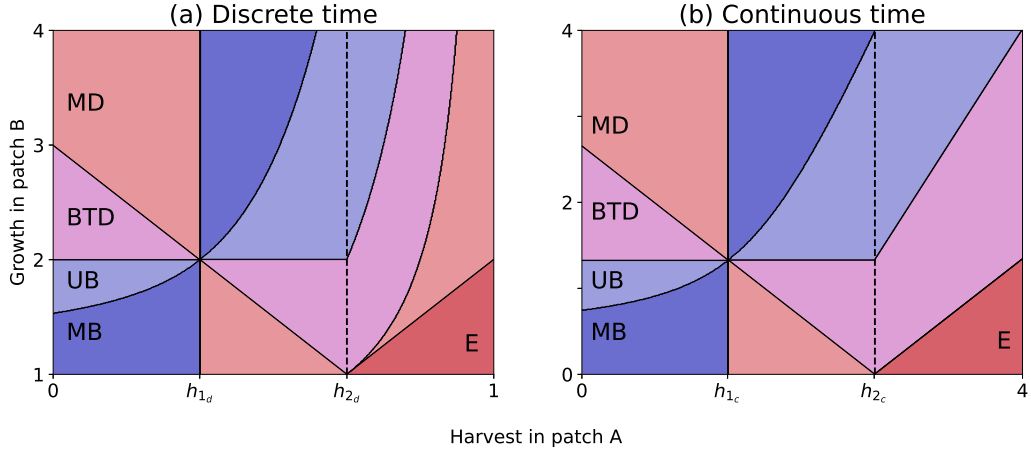 (a) Discrete time
(b) Continuous time
Growth in patch B
4
3
2
1
MD
BTD
UB
MB
E
0
h₁d
h₂d
1
4
2
0
MD
BTD
UB
MB
E
0
h₁c
h₂c
4
Harvest in patch A